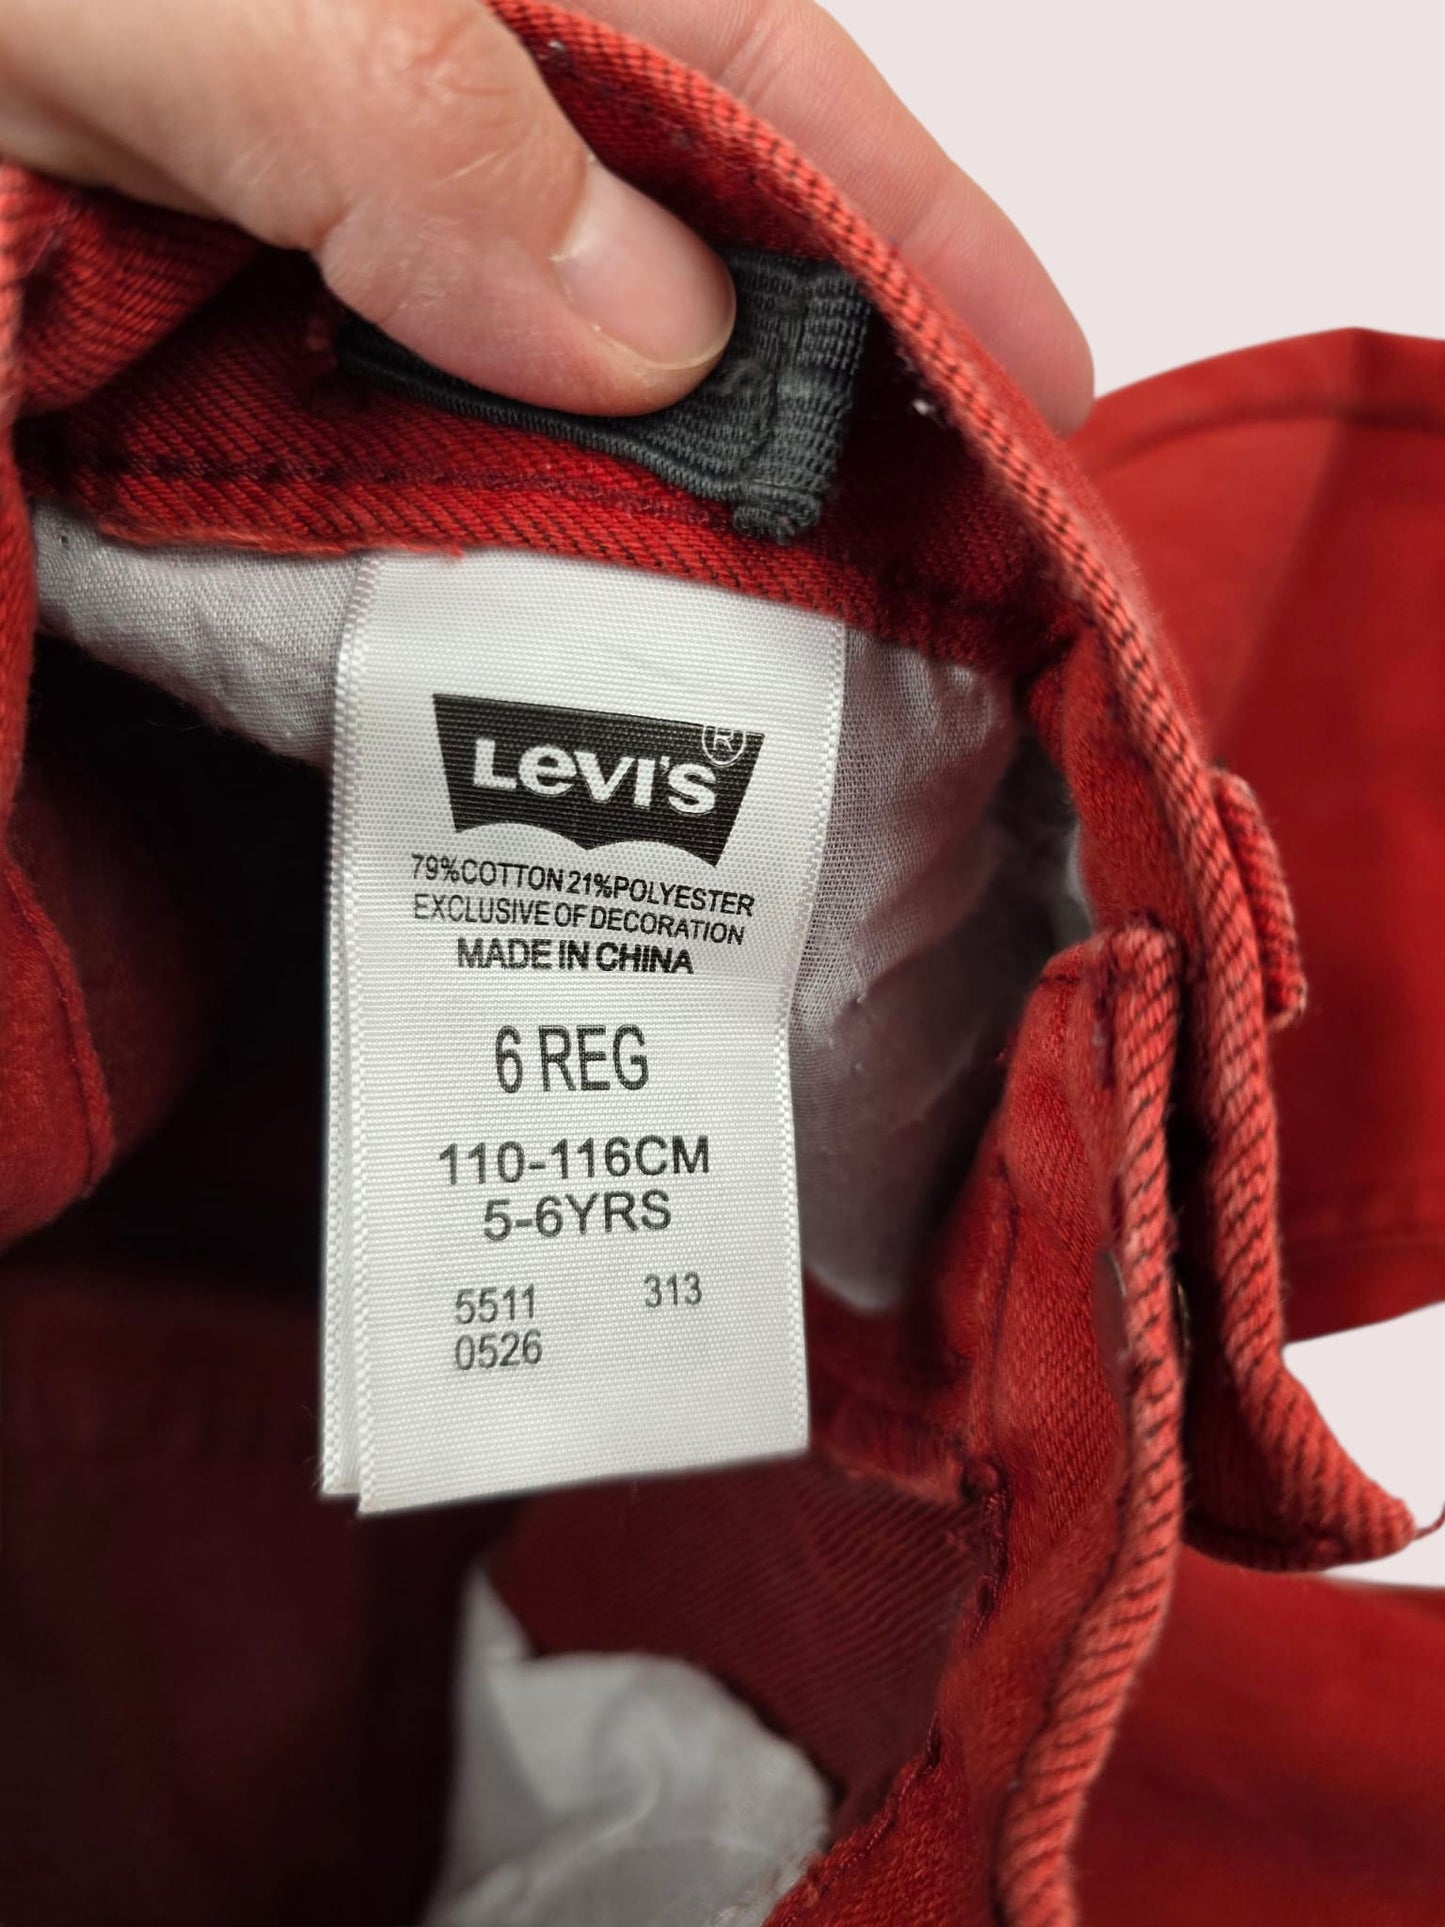 LEVI'S®
79%COTTON 21%POLYESTER
EXCLUSIVE OF DECORATION
MADE IN CHINA
6 REG
110-116CM
5-6YRS
5511 313
0526